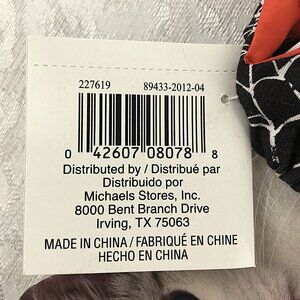 227619 89433-2012-04
0 42607 08078 8
Distributed by / Distribué par
Distribuido por
Michaels Stores, Inc.
8000 Bent Branch Drive
Irving, TX 75063
MADE IN CHINA / FABRIQUÉ EN CHINE
HECHO EN CHINA